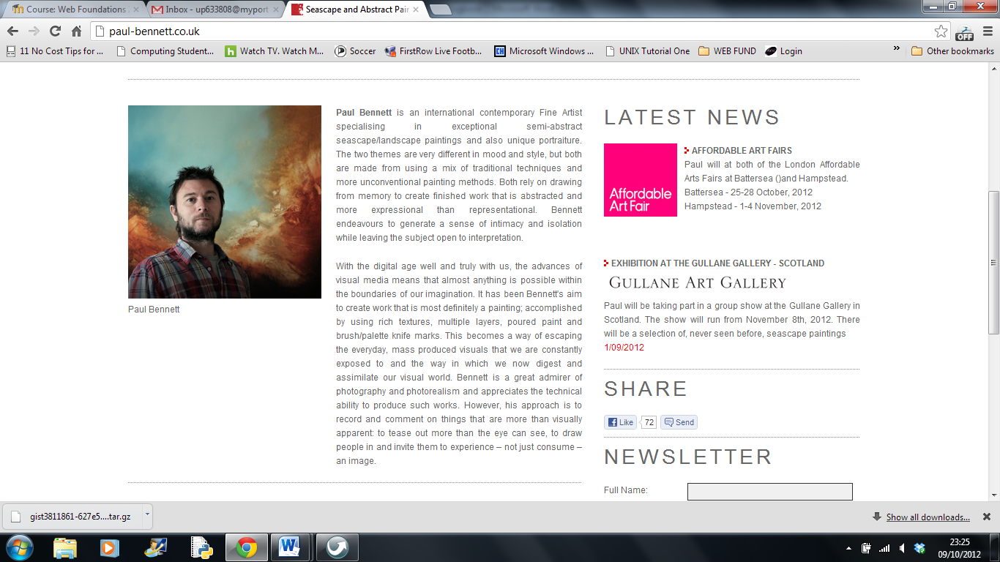 Course: Web Foundations
Inbox - up633808@myport
Seascape and Abstract Pain
paul-bennett.co.uk
OFF
11 No Cost Tips for ...
Computing Student...
Watch TV. Watch M...
Soccer
FirstRow Live Footb...
Microsoft Windows ...
UNIX Tutorial One
WEB FUND
Login
»
Other bookmarks
Paul Bennett
Paul Bennett is an international contemporary Fine Artist
specialising in exceptional semi-abstract
seascape/landscape paintings and also unique portraiture.
The two themes are very different in mood and style, but both
are made from using a mix of traditional techniques and
more unconventional painting methods. Both rely on drawing
from memory to create finished work that is abstracted and
more expressional than representational. Bennett
endeavours to generate a sense of intimacy and isolation
while leaving the subject open to interpretation.
With the digital age well and truly with us, the advances of
visual media means that almost anything is possible within
the boundaries of our imagination. It has been Bennett's aim
to create work that is most definitely a painting; accomplished
by using rich textures, multiple layers, poured paint and
brush/palette knife marks. This becomes a way of escaping
the everyday, mass produced visuals that we are constantly
exposed to and the way in which we now digest and
assimilate our visual world. Bennett is a great admirer of
photography and photorealism and appreciates the technical
ability to produce such works. However, his approach is to
record and comment on things that are more than visually
apparent: to tease out more than the eye can see, to draw
people in and invite them to experience – not just consume –
an image.
LATEST NEWS
Affordable
Art Fair
AFFORDABLE ART FAIRS
Paul will at both of the London Affordable
Arts Fairs at Battersea ()and Hampstead.
Battersea - 25-28 October, 2012
Hampstead - 1-4 November, 2012
EXHIBITION AT THE GULLANE GALLERY - SCOTLAND
GULLANE ART GALLERY
Paul will be taking part in a group show at the Gullane Gallery in
Scotland. The show will run from November 8th, 2012. There
will be a selection of, never seen before, seascape paintings
1/09/2012
SHARE
Like
72
Send
NEWSLETTER
Full Name:
gist3811861-627e5....tar.gz
Show all downloads...
23:25
09/10/2012